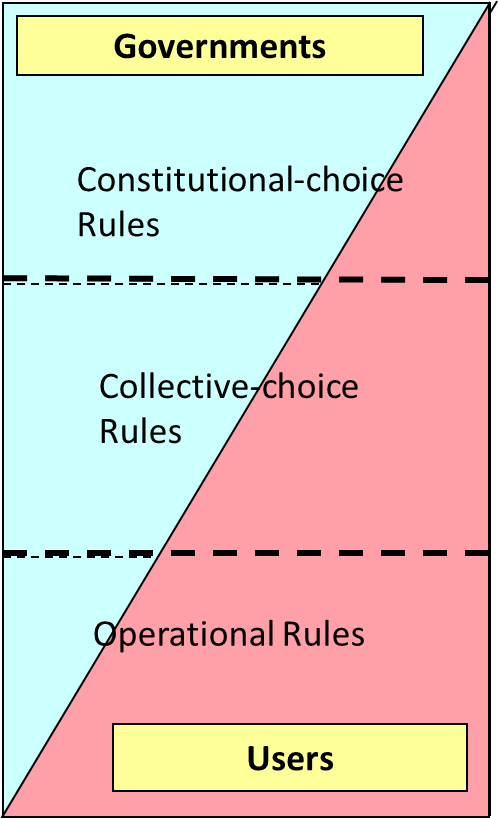 Governments
Constitutional-choice
Rules
Collective-choice
Rules
Operational Rules
Users